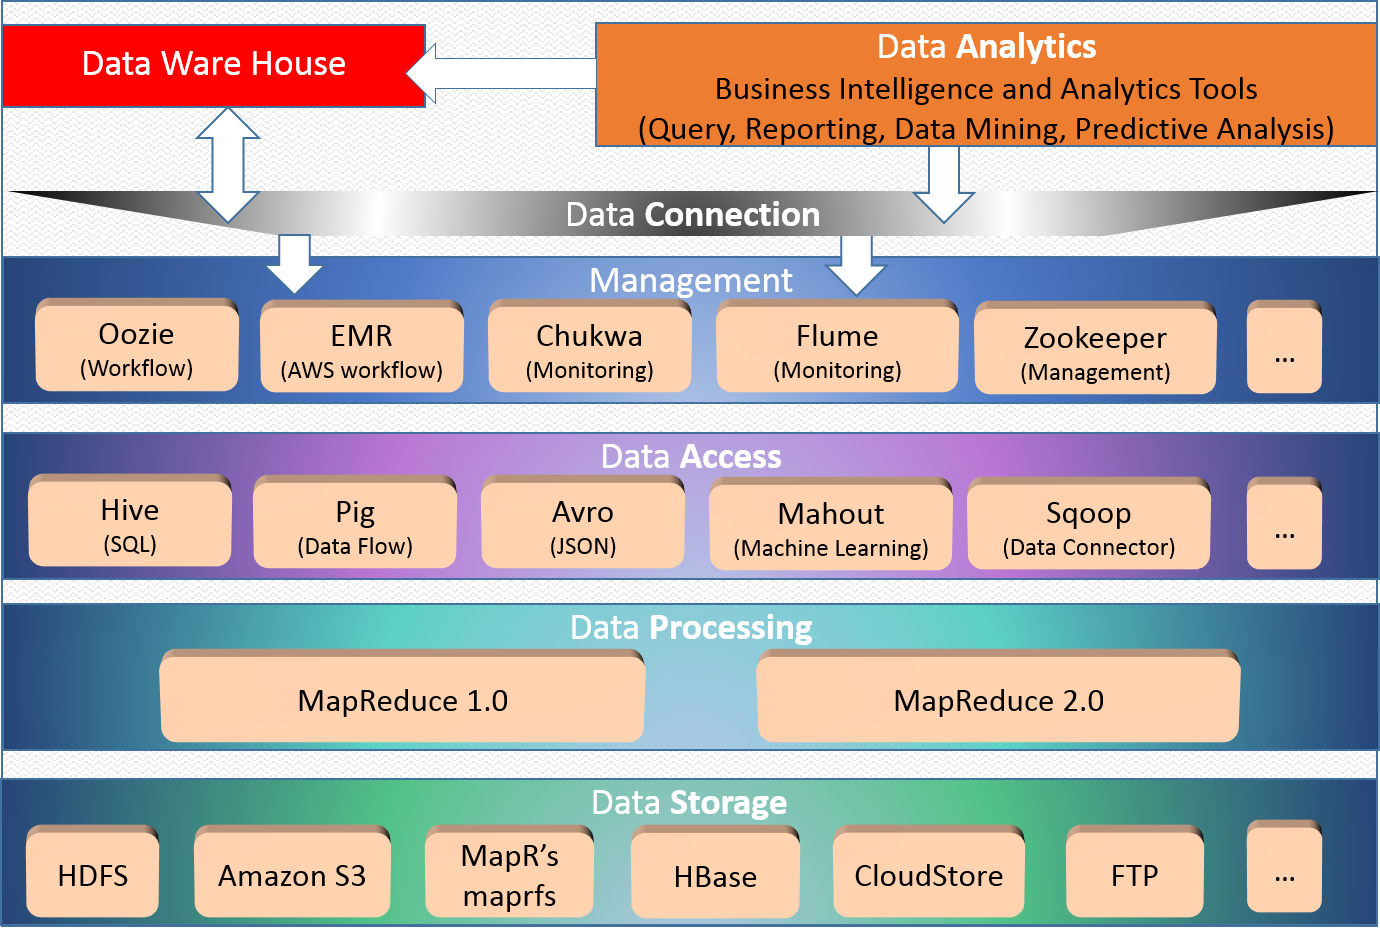 Data Ware House
Data Analytics
Business Intelligence and Analytics Tools
(Query, Reporting, Data Mining, Predictive Analysis)
Data Connection
Management
Oozie
(Workflow)
EMR
(AWS workflow)
Chukwa
(Monitoring)
Flume
(Monitoring)
Zookeeper
(Management)
...
Data Access
Hive
(SQL)
Pig
(Data Flow)
Avro
(JSON)
Mahout
(Machine Learning)
Sqoop
(Data Connector)
...
Data Processing
MapReduce 1.0
MapReduce 2.0
Data Storage
HDFS
Amazon S3
MapR’s
maprfs
HBase
CloudStore
FTP
...